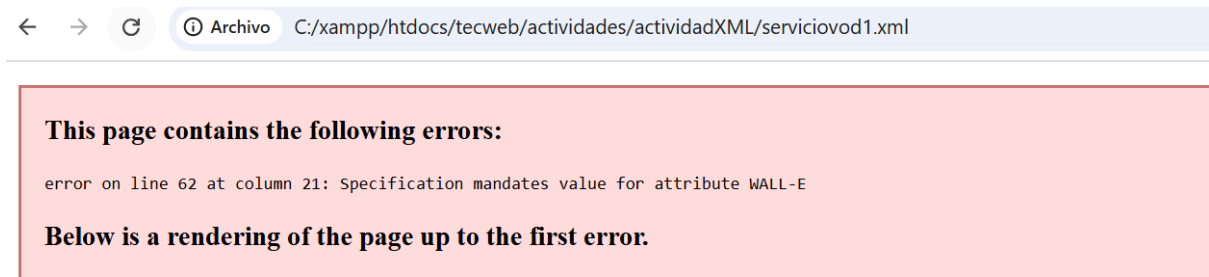 Archivo C:/xampp/htdocs/tecweb/actividades/actividadXML/serviciovod1.xml
This page contains the following errors:
error on line 62 at column 21: Specification mandates value for attribute WALL-E
Below is a rendering of the page up to the first error.